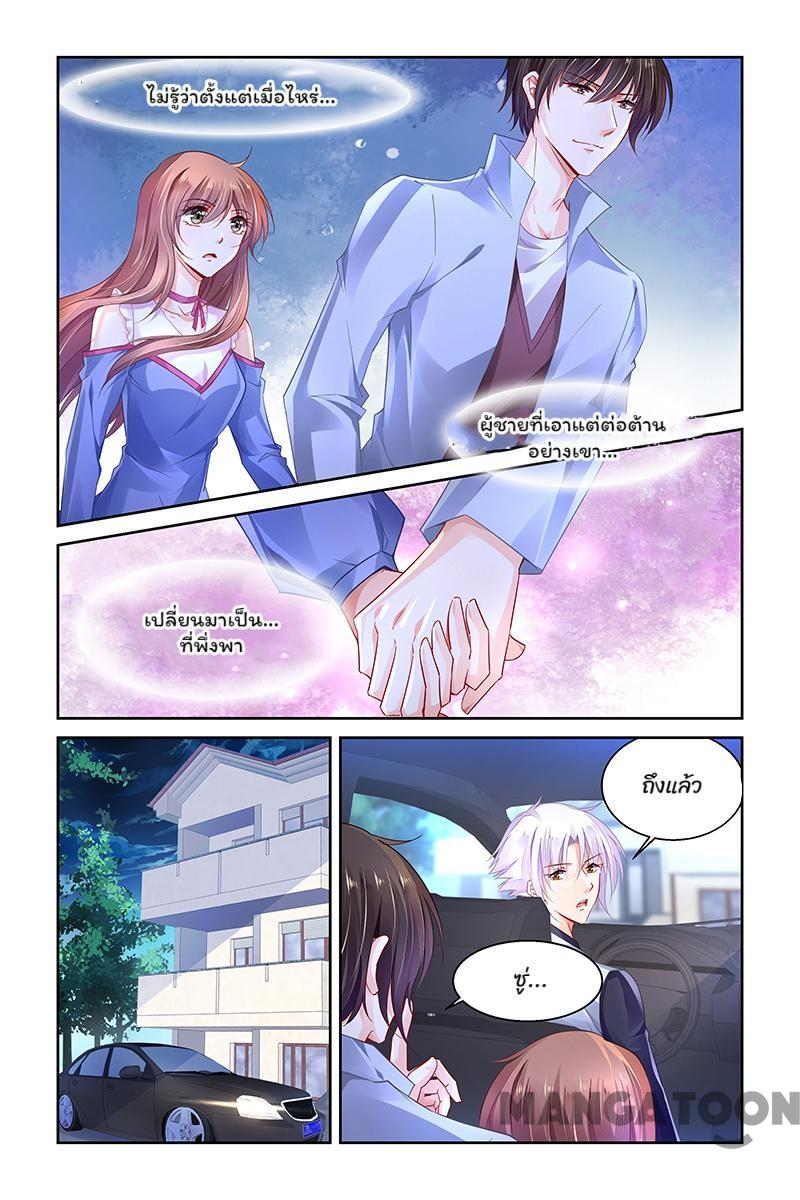 ไม่รู้ว่าตั้งแต่เมื่อไหร่...
ผู้ชายที่เอาแต่ต่อต้าน
อย่างเขา...
เปลี่ยนมาเป็น...
ที่พึ่งพา
ถึงแล้ว
ชู่...
MANGATOON